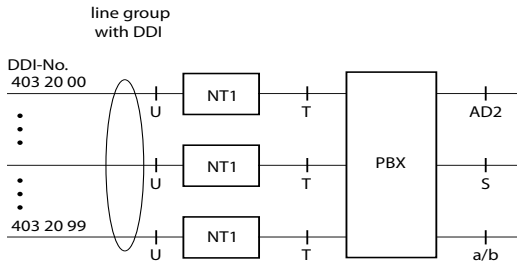 line group
with DDI
DDI-No.
403 20 00
NT1
U
T
AD2
NT1
PBX
U
T
S
403 20 99
NT1
U
T
a/b